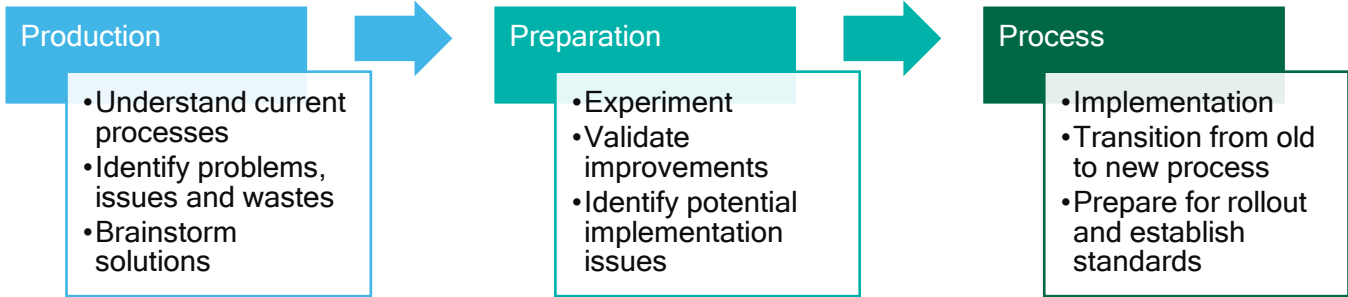 Production
•Understand current
processes
•Identify problems,
issues and wastes
•Brainstorm
solutions
Preparation
•Experiment
•Validate
improvements
•Identify potential
implementation
issues
Process
•Implementation
•Transition from old
to new process
•Prepare for rollout
and establish
standards